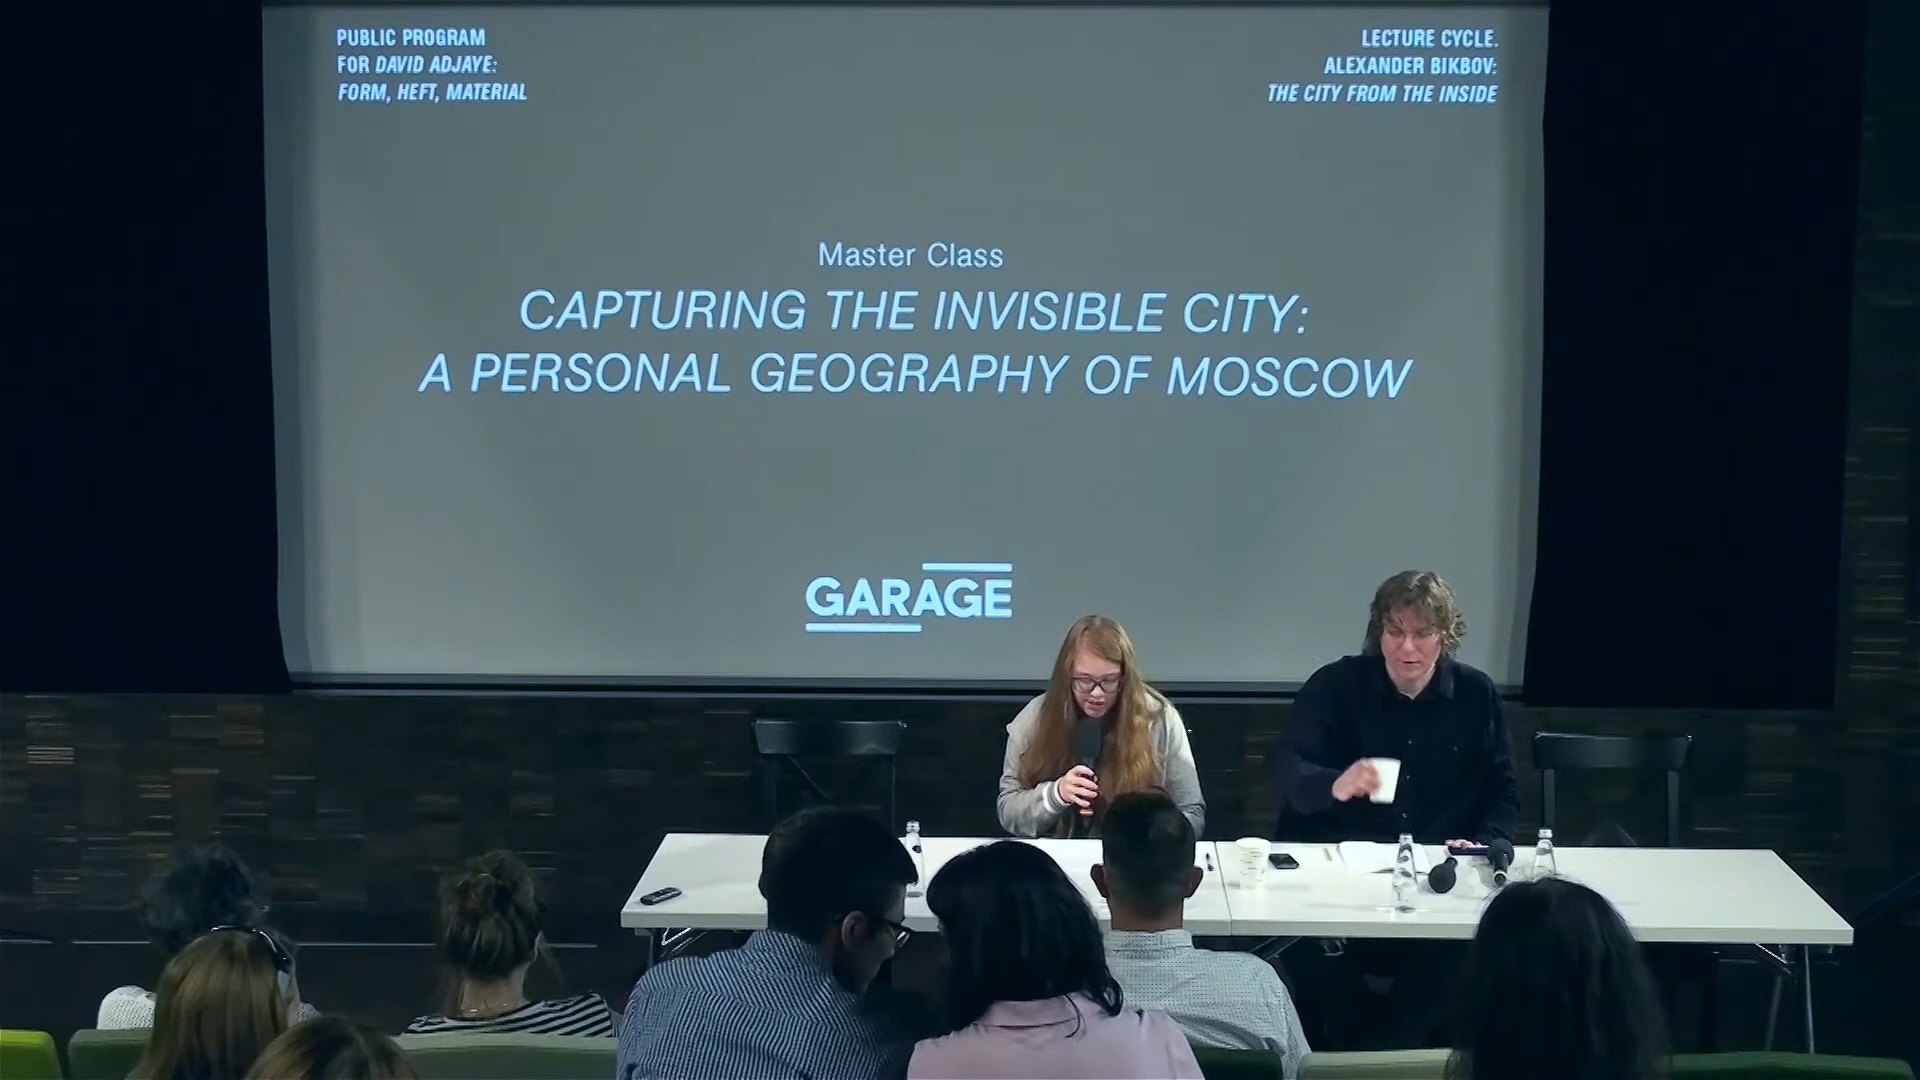 PUBLIC PROGRAM
FOR DAVID ADJAYE:
FORM, HEFT, MATERIAL
LECTURE CYCLE.
ALEXANDER BIKBOV:
THE CITY FROM THE INSIDE
Master Class
CAPTURING THE INVISIBLE CITY:
A PERSONAL GEOGRAPHY OF MOSCOW
GARAGE